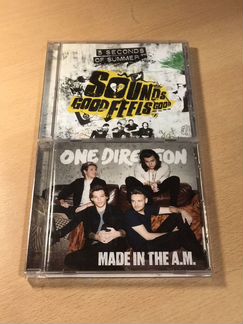 5 SECONDS
OF SUMMER
SOUNDS
GOOD FEELS GOOD
ONE DIRECTION
MADE IN THE A.M.